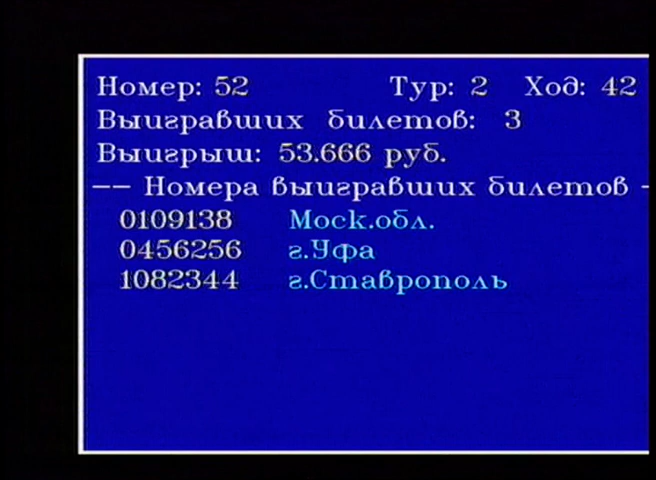 Номер: 52 Тур: 2 Ход: 42
Выигравших билетов: 3
Выигрыш: 53.666 руб.
—— Номера выигравших билетов -
0109138 Моск.обл.
0456256 г.Уфа
1082344 г.Ставрополь